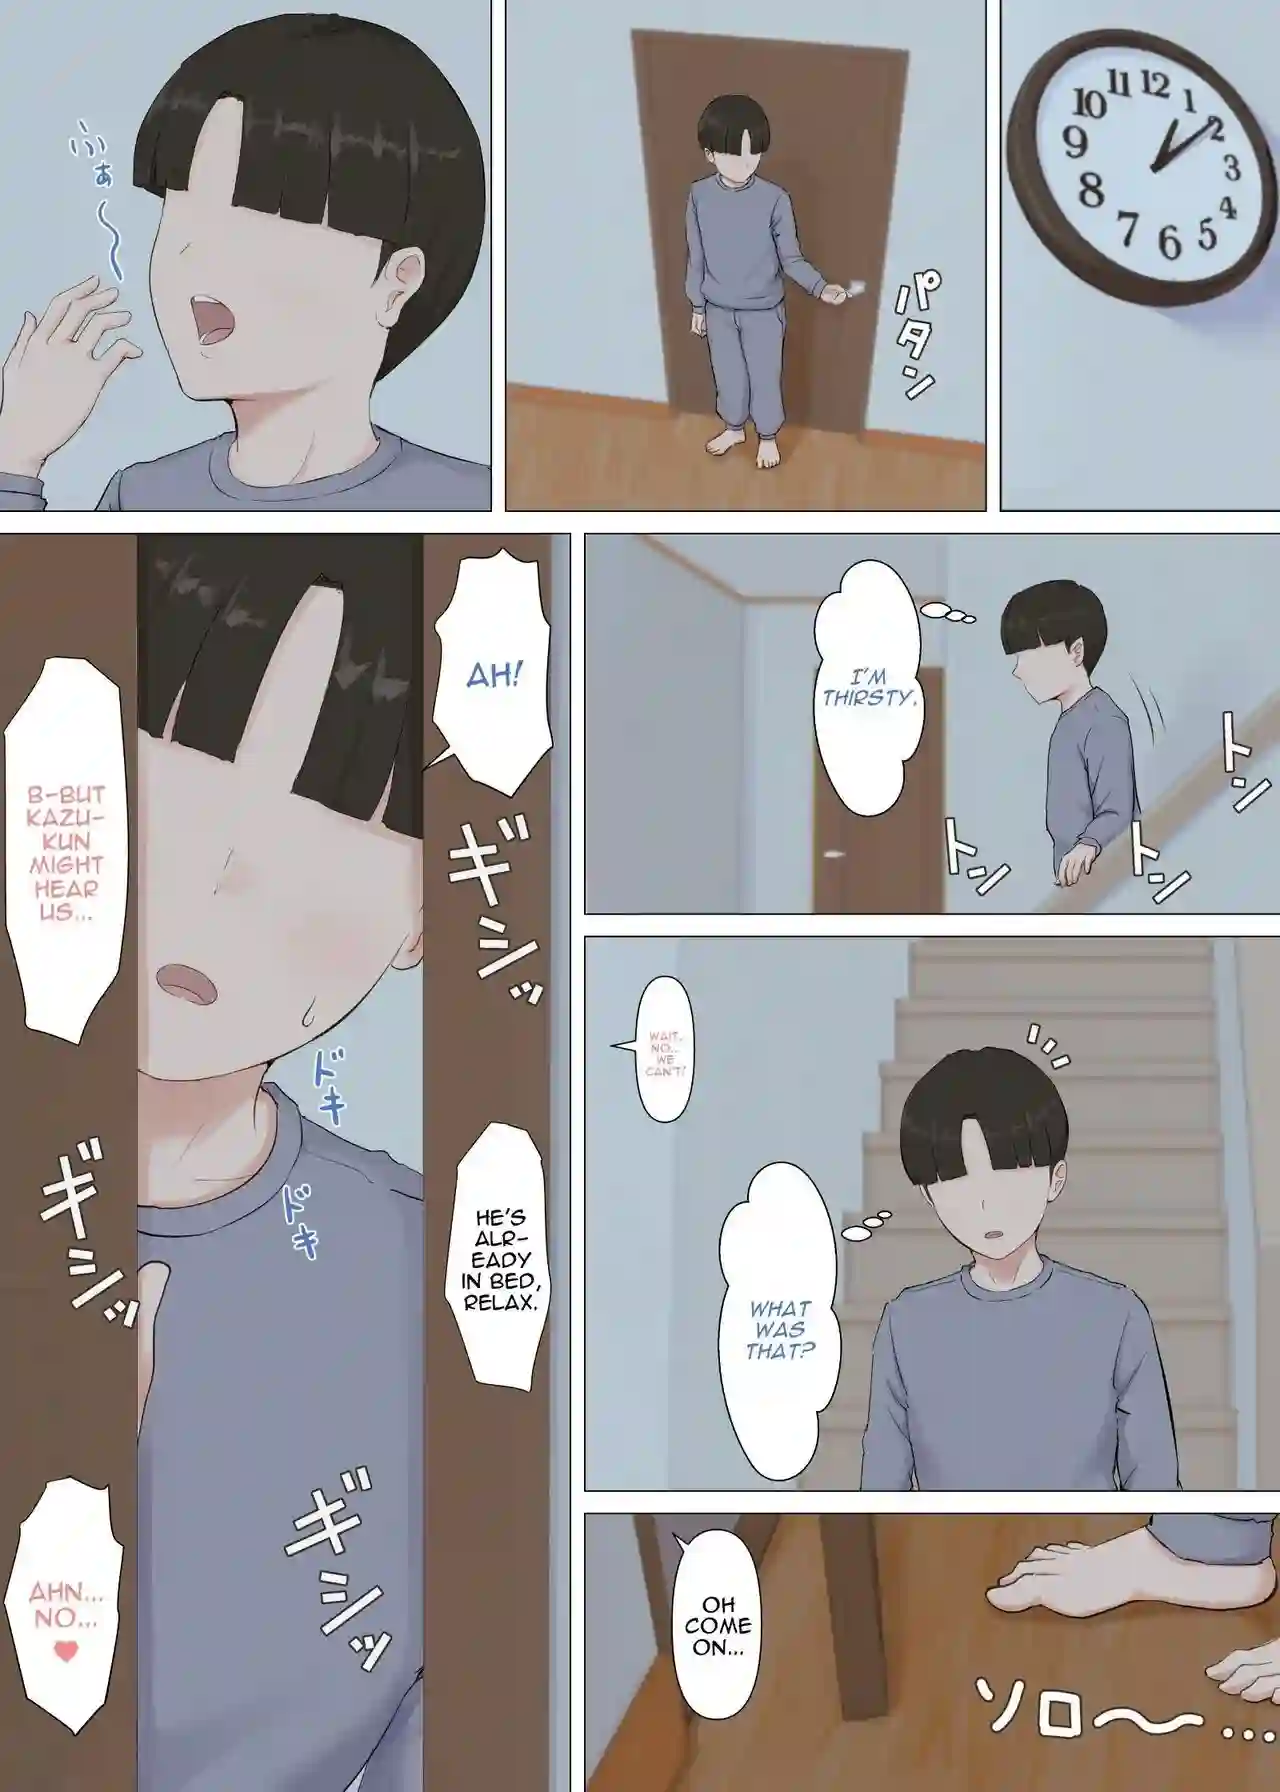 12
1
2
3
4
5
6
7
8
9
10
11
パタン
ふぁ〜
I'M
THIRSTY.
トン
トン
トン
WAIT,
NO...
WE
CAN'T!
WHAT
WAS
THAT?
OH
COME
ON...
ソロ〜...
AH!
B-BUT
KAZU-
KUN
MIGHT
HEAR
US...
ギシッ
ドキ
ドキ
HE'S
ALR-
EADY
IN BED,
RELAX.
ギシッ
ギシッ
AHN...
NO...
♥